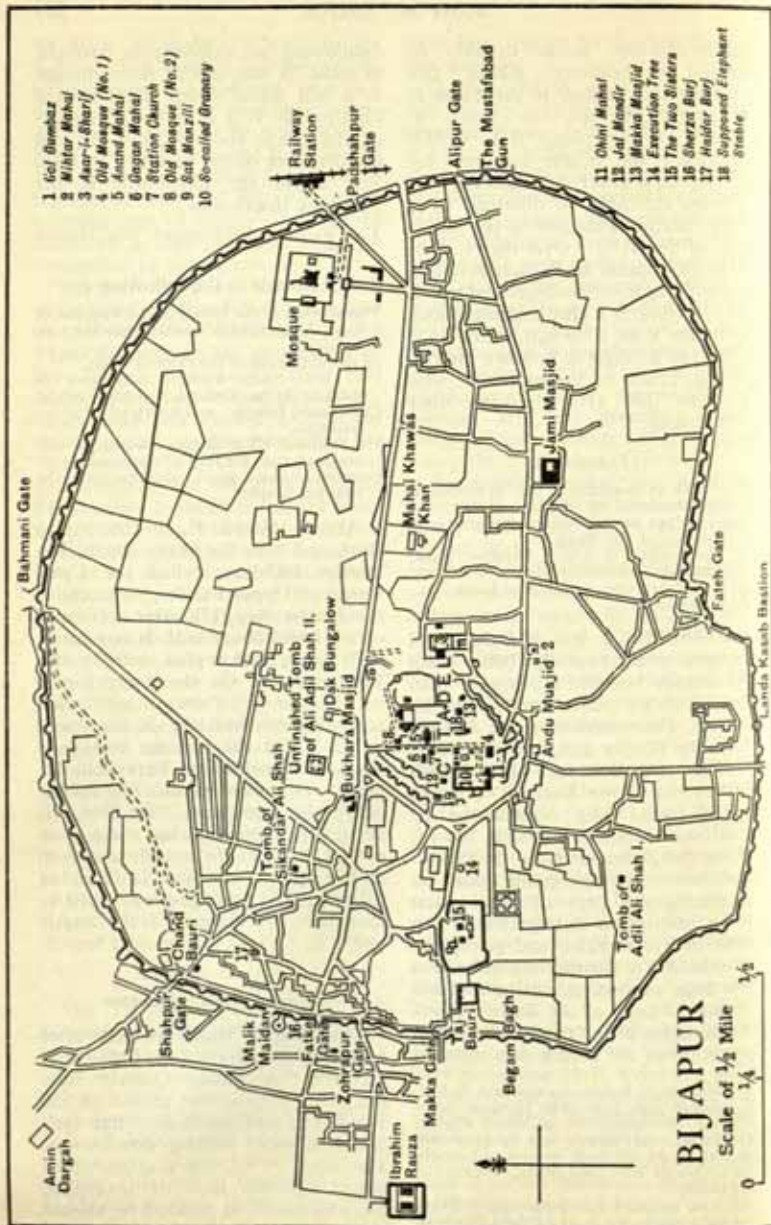 1 Gol Gumbaz
2 Mihtar Mahal
3 Asar-i-Sharif
4 Old Mosque (No.1)
5 Anand Mahal
6 Gagan Mahal
7 Station Church
8 Old Mosque (No.2)
9 Sat Manzili
10 So-called Granary
11 Chini Mahal
12 Jal Mandir
13 Makka Masjid
14 Execution Tree
15 The Two Sisters
16 Sherza Burj
17 Haidar Burj
18 Supposed Elephant
Stable
Bahmani Gate
Railway
Station
Padshahpur
Gate
Alipur Gate
The Mustafabad
Gun
Mosque
Mahal Khawas
Khan
Jami Masjid
Unfinished Tomb
of Ali Adil Shah II.
Dak Bungalow
Bukhara Masjid
Tomb of
Sikandar Ali Shah
Chand
Bauri
Shahpur
Gate
Malik
Maidan
17
16
Fateh
Gate
Zohrapur
Gate
Amin
Dargah
Ibrahim
Rauza
Makka Gate
Taj
Bauri
Begam Bagh
14
15
CITADEL
Andu Musjid 2
Tomb of
Adil Ali Shah I.
Fateh Gate
Landa Kasab Bastion
BIJAPUR
Scale of 1/2 Mile
0 1/4 1/2